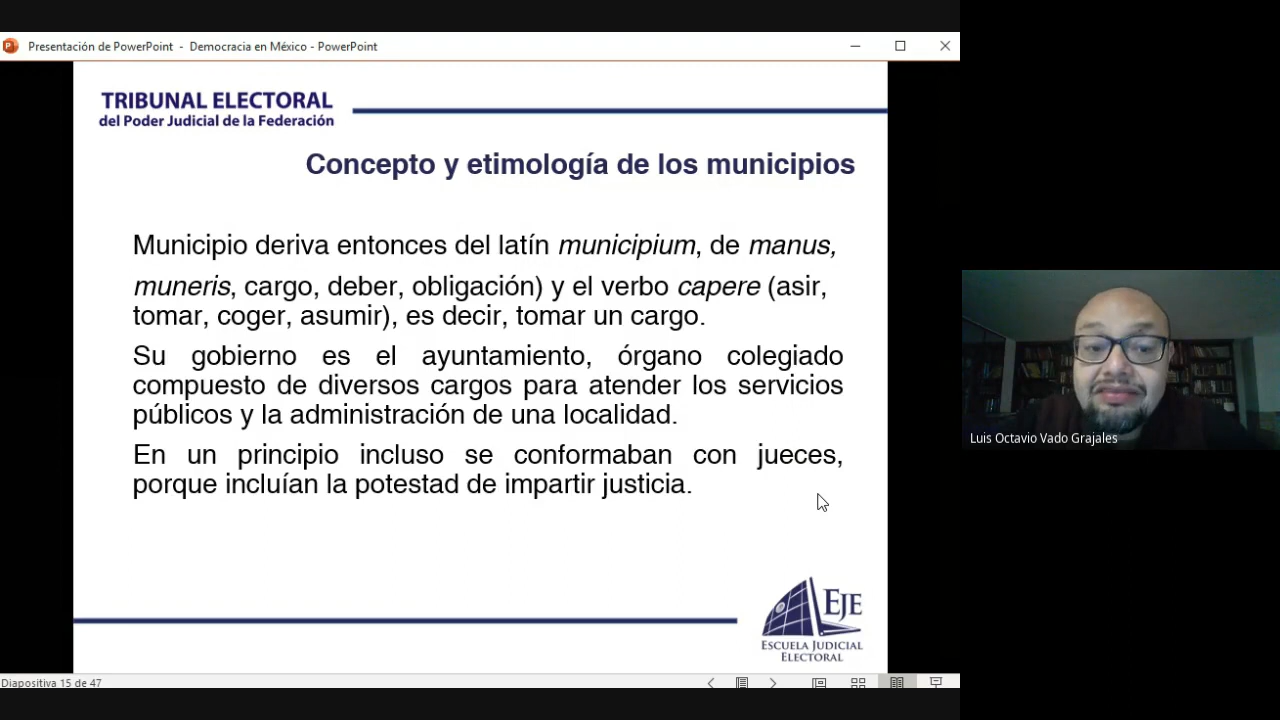 Presentación de PowerPoint - Democracia en México - PowerPoint
TRIBUNAL ELECTORAL
del Poder Judicial de la Federación
Concepto y etimología de los municipios
Municipio deriva entonces del latín municipium, de manus,
muneris, cargo, deber, obligación) y el verbo capere (asir,
tomar, coger, asumir), es decir, tomar un cargo.
Su gobierno es el ayuntamiento, órgano colegiado
compuesto de diversos cargos para atender los servicios
públicos y la administración de una localidad.
En un principio incluso se conformaban con jueces,
porque incluían la potestad de impartir justicia.
EJE
ESCUELA JUDICIAL
ELECTORAL
Diapositiva 15 de 47
Luis Octavio Vado Grajales